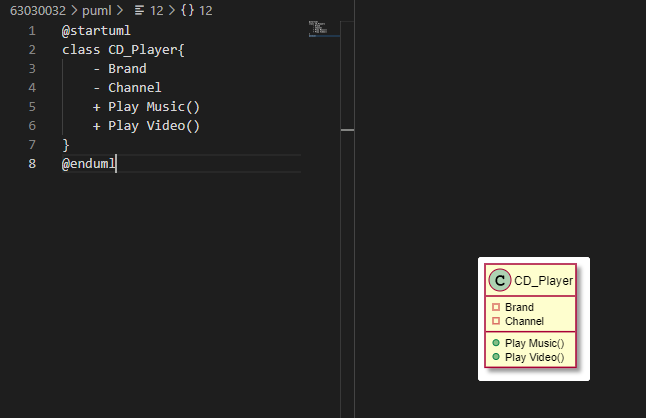 63030032 > puml > 12 > {} 12
1 @startuml
2 class CD_Player{
3 - Brand
4 - Channel
5 + Play Music()
6 + Play Video()
7 }
8 @enduml
C CD_Player
Brand
Channel
Play Music()
Play Video()